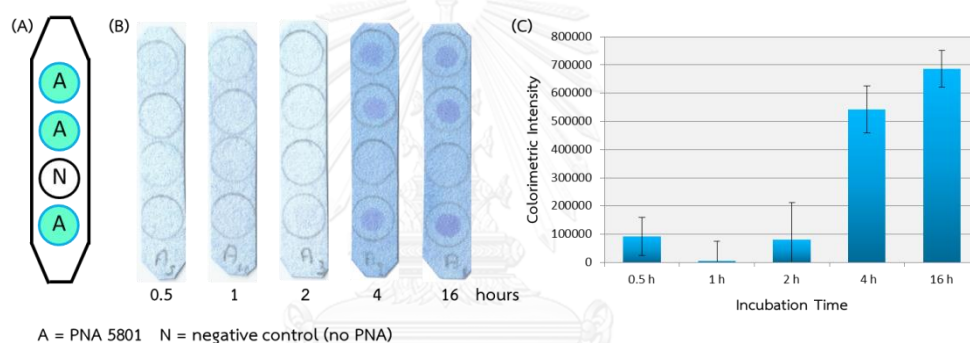 (A)
A
A
N
A
(B)
0.5 1 2 4 16 hours
(C)
Colorimetric Intensity
800000
700000
600000
500000
400000
300000
200000
100000
0
0.5 h 1 h 2 h 4 h 16 h
Incubation Time
A = PNA 5801 N = negative control (no PNA)